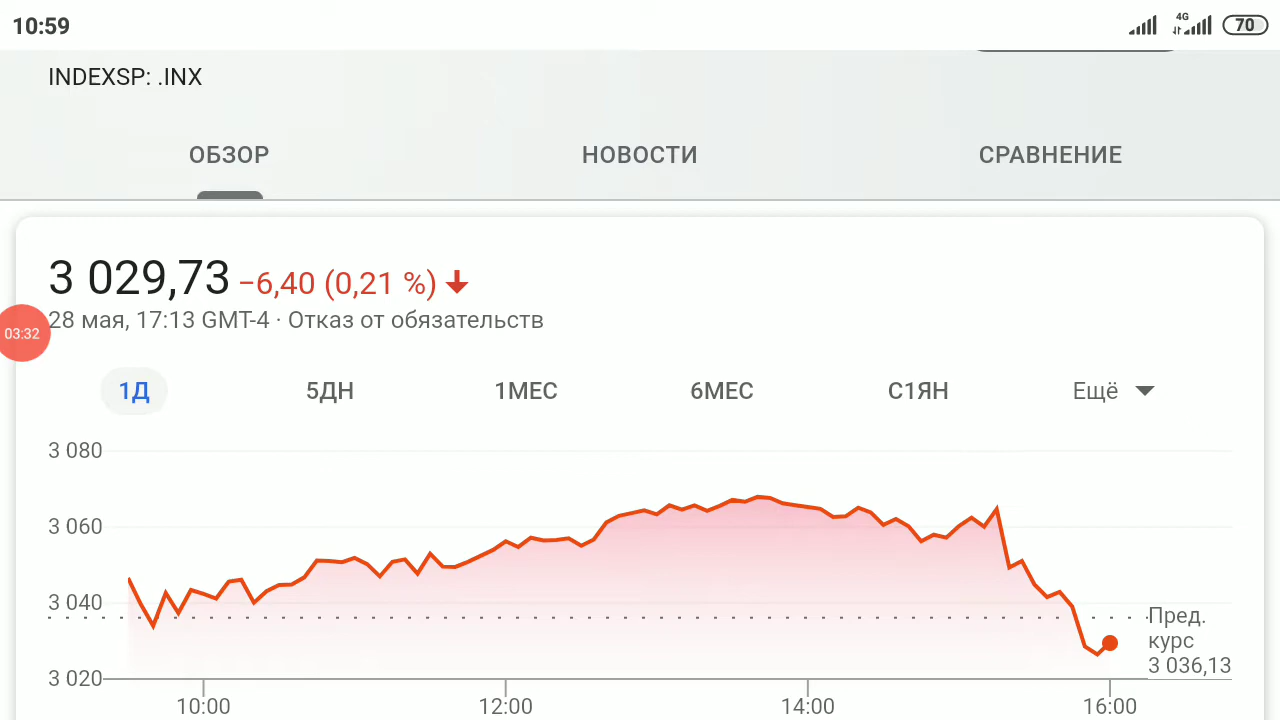 10:59
4G
70
INDEXSP: .INX
ОБЗОР
НОВОСТИ
СРАВНЕНИЕ
3 029,73 −6,40 (0,21 %)
28 мая, 17:13 GMT-4 · Отказ от обязательств
03:32
1Д
5ДН
1МЕС
6МЕС
С1ЯН
Ещё
3 080
3 060
3 040
3 020
Пред.
курс
3 036,13
10:00
12:00
14:00
16:00